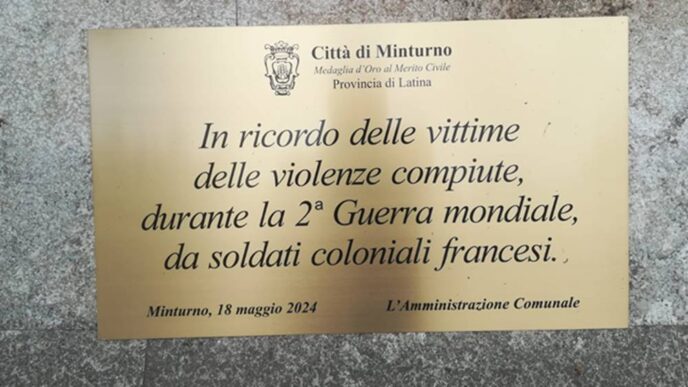 Città di Minturno
Medaglia d'Oro al Merito Civile
Provincia di Latina
In ricordo delle vittime
delle violenze compiute,
durante la 2ª Guerra mondiale,
da soldati coloniali francesi.
Minturno, 18 maggio 2024 L'Amministrazione Comunale